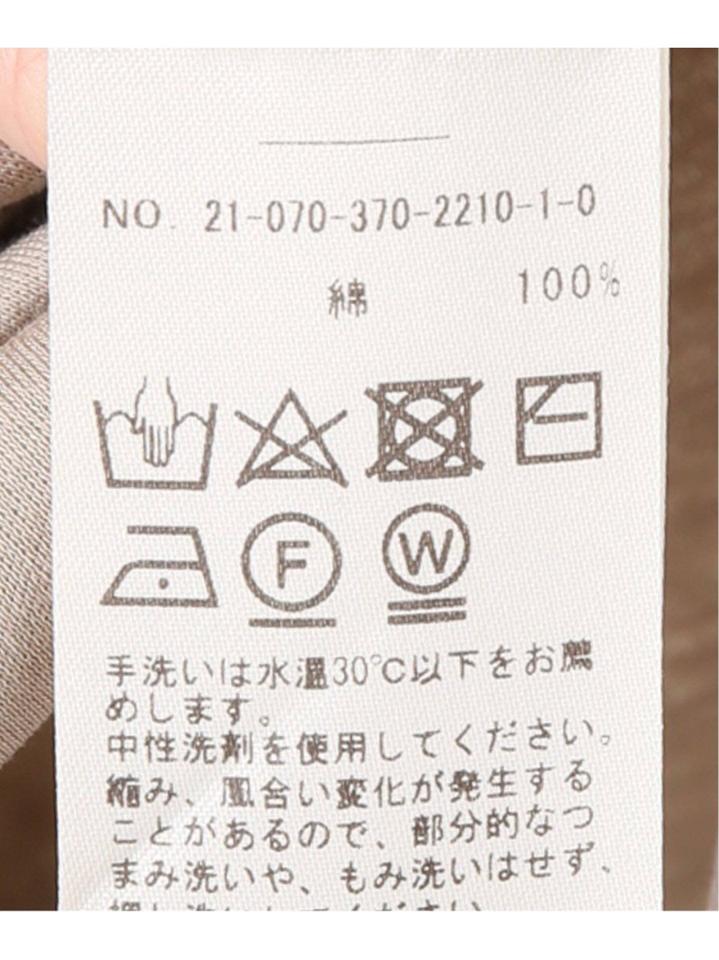 NO. 21-070-370-2210-1-0
綿 100%
F W
手洗いは水温30℃以下をお薦
めします。
中性洗剤を使用してください。
縮み、風合い変化が発生する
ことがあるので、部分的なつ
まみ洗いや、もみ洗いはせず、